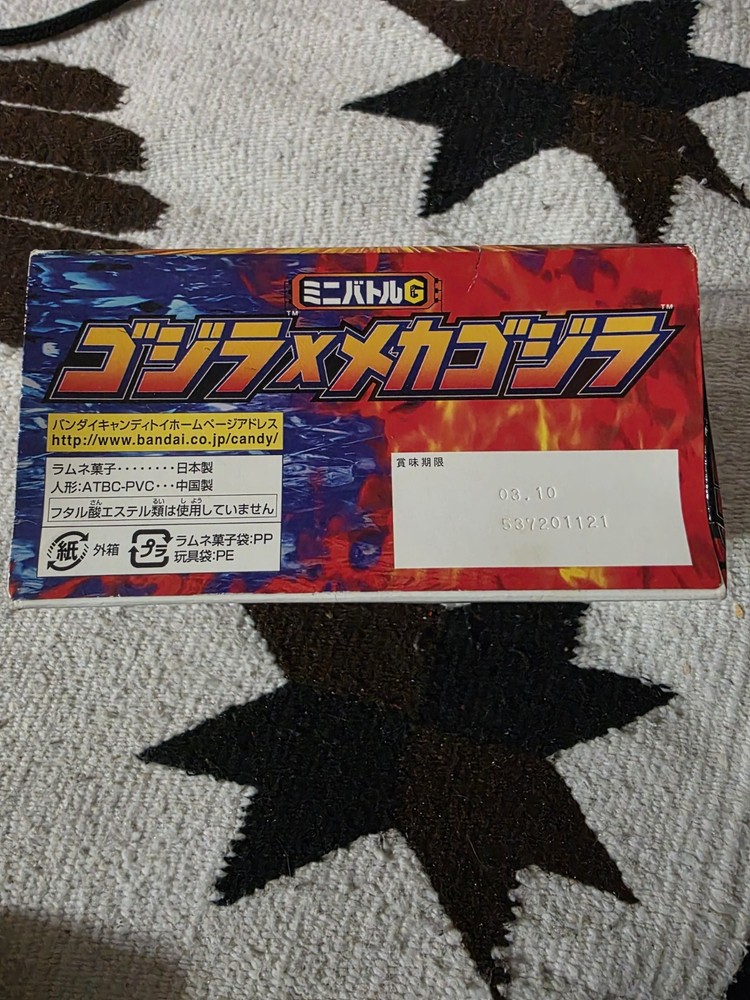 ミニバトルG
ゴジラ™×メカゴジラ™
バンダイキャンディトイホームページアドレス
http://www.bandai.co.jp/candy/
ラムネ菓子・・・・・・・・日本製
人形:ATBC-PVC・・・中国製
フタル酸エステル類は使用していません
紙 外箱
プラ ラムネ菓子袋:PP
玩具袋:PE
賞味期限
03.10
537201121